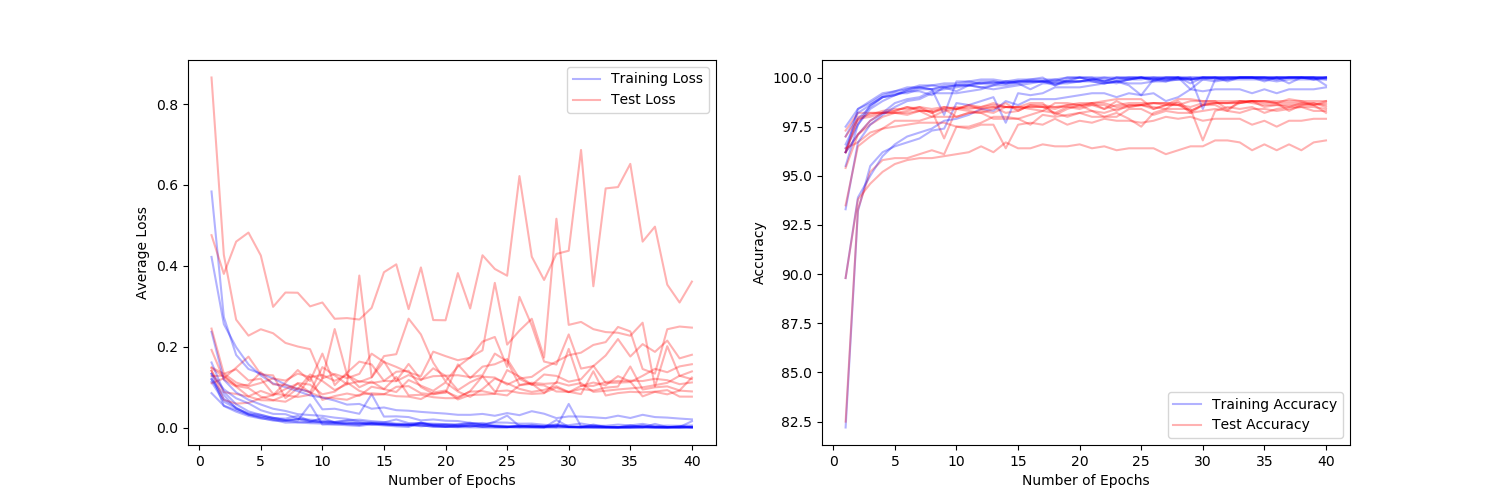 Training Loss
Test Loss
0.8
0.6
0.4
0.2
0.0
Average Loss
0 5 10 15 20 25 30 35 40
Number of Epochs
100.0
97.5
95.0
92.5
90.0
87.5
85.0
82.5
Accuracy
Training Accuracy
Test Accuracy
0 5 10 15 20 25 30 35 40
Number of Epochs